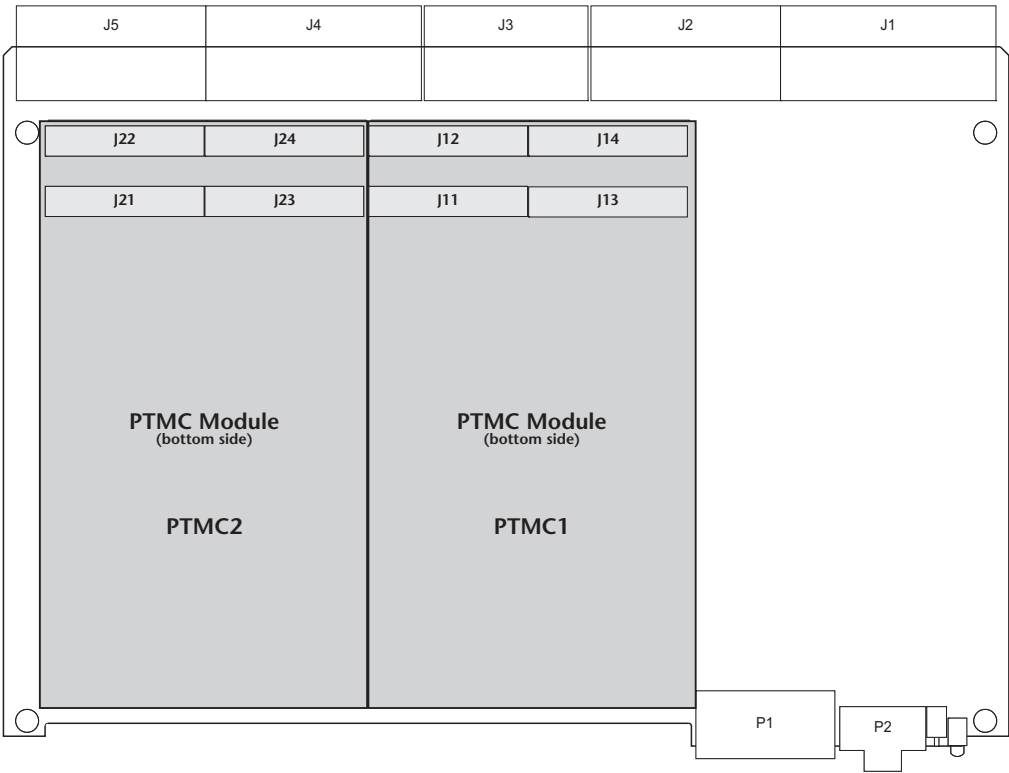 J5 J4 J3 J2 J1
J22 J24 J12 J14
J21 J23 J11 J13
PTMC Module
(bottom side)
PTMC2
PTMC Module
(bottom side)
PTMC1
P1 P2